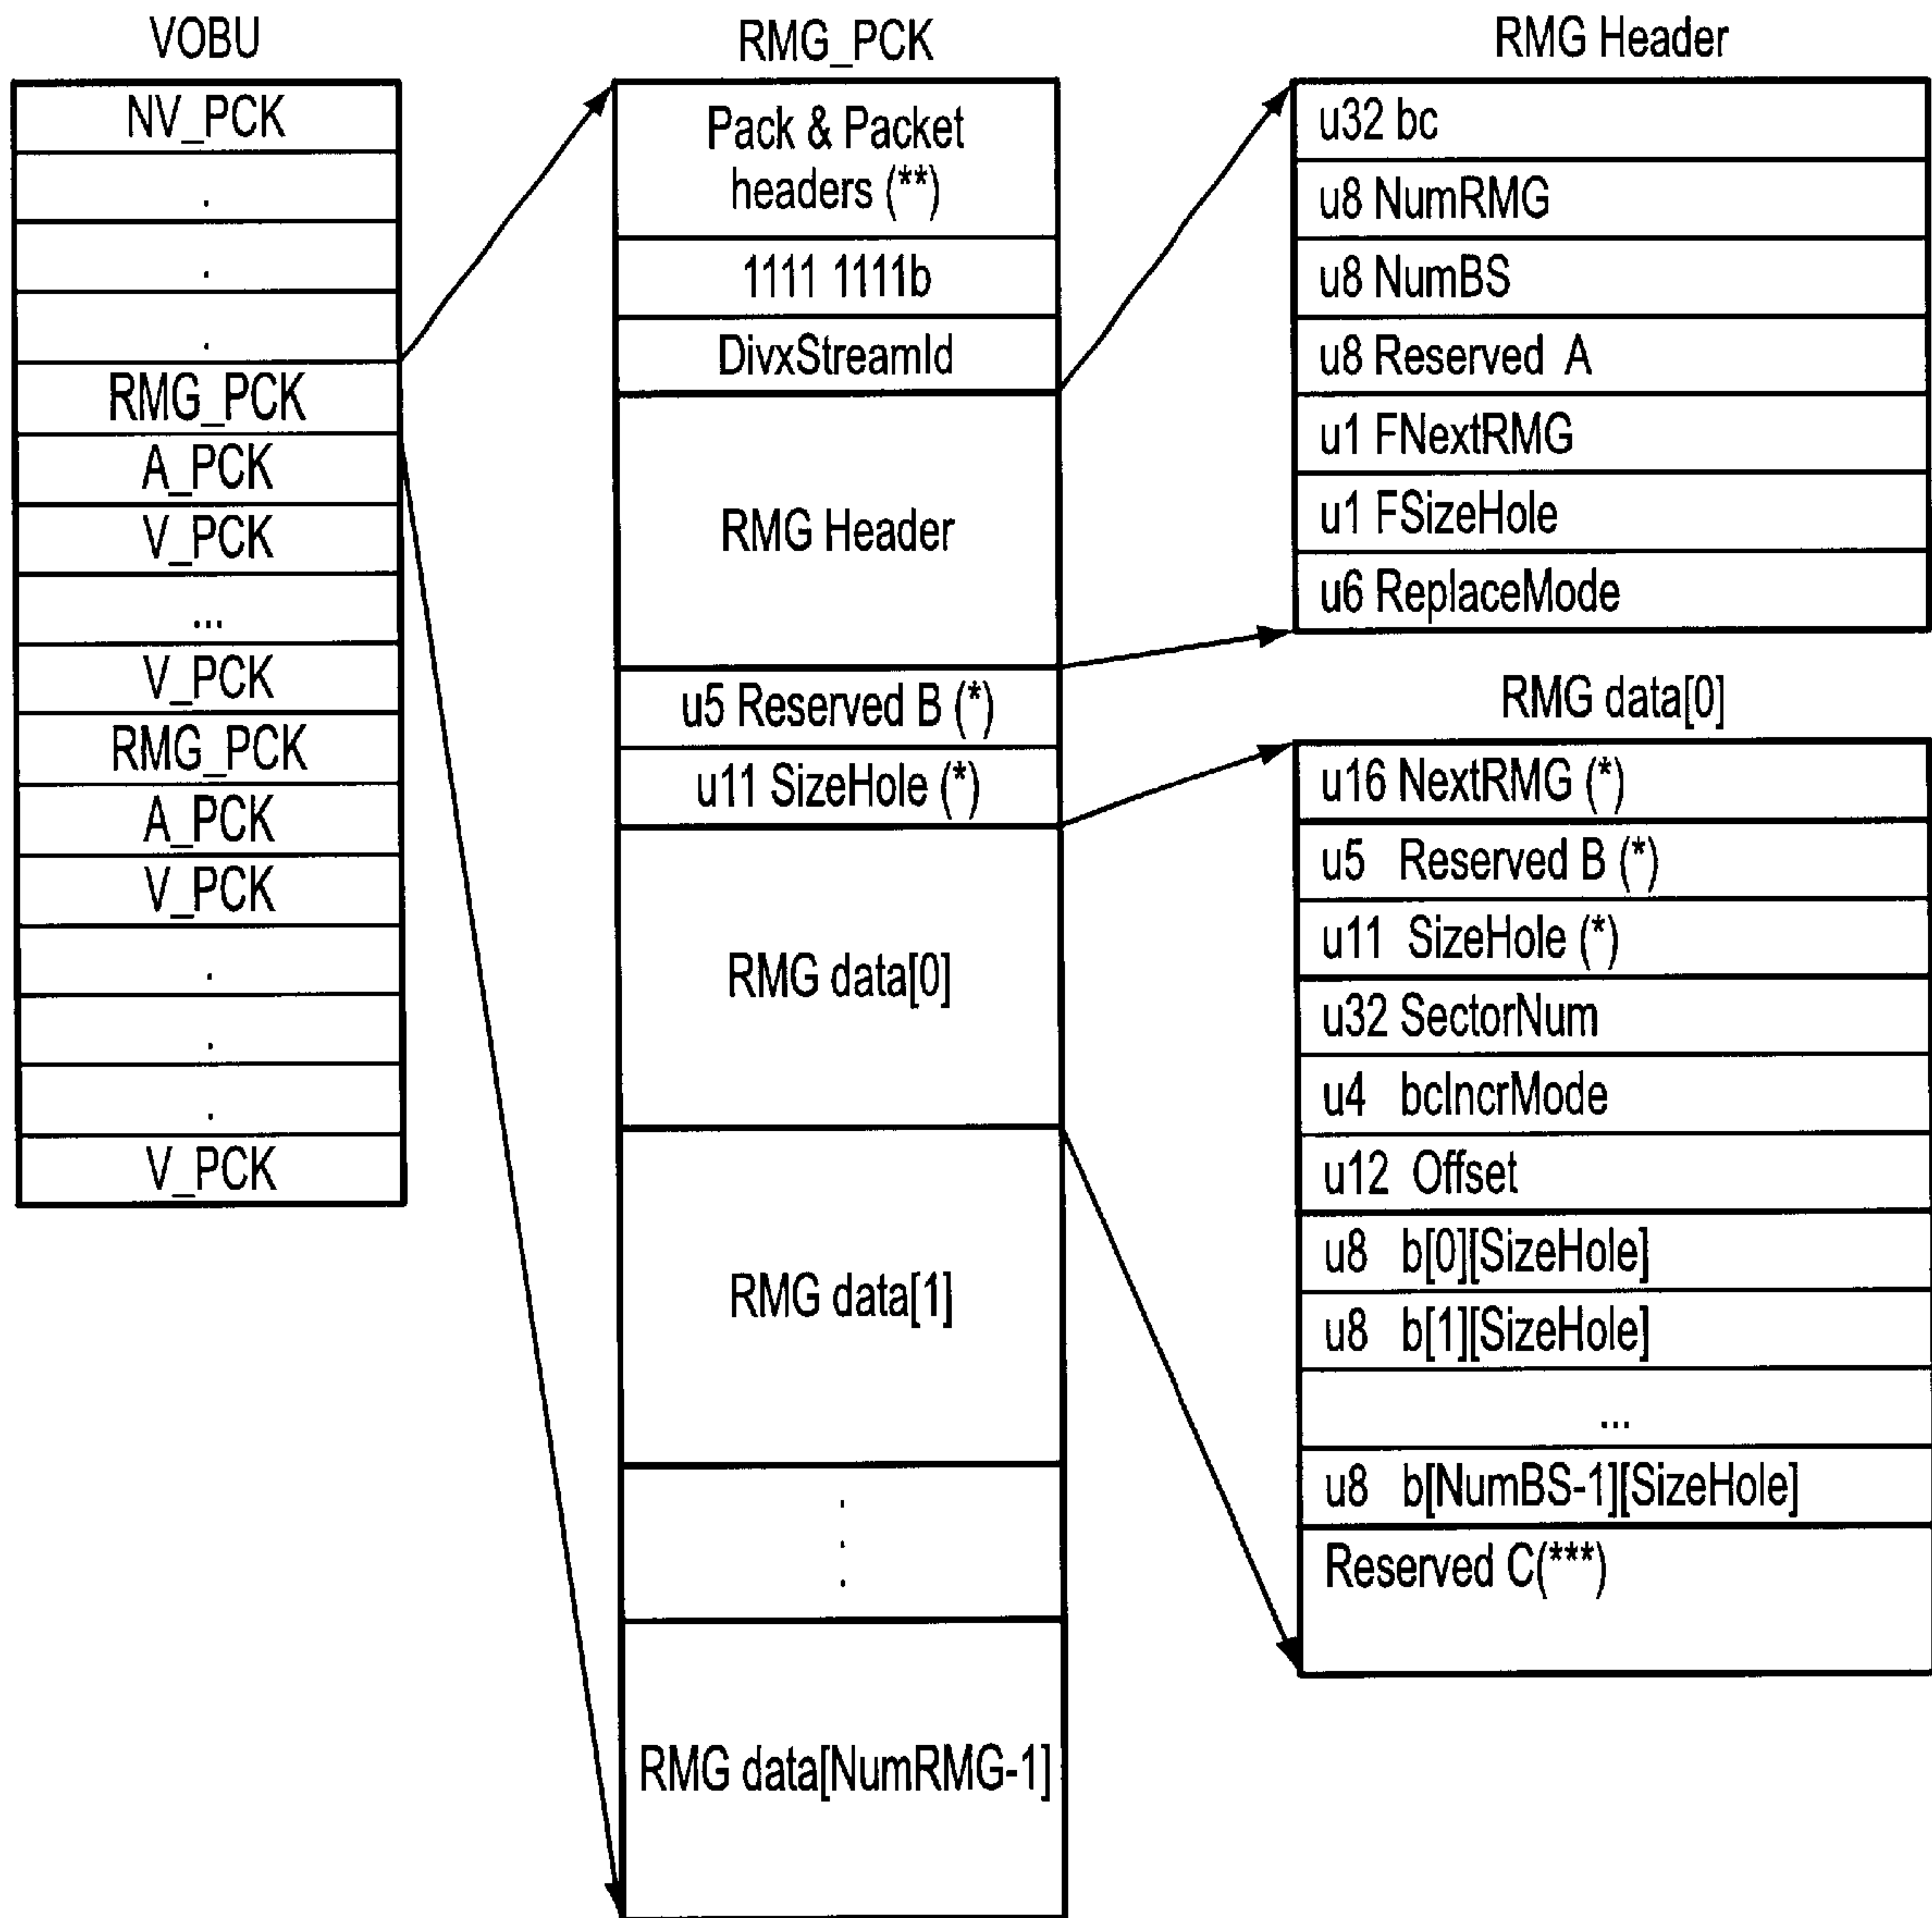 VOBU
NV_PCK
.
.
.
RMG_PCK
A_PCK
V_PCK
...
V_PCK
RMG_PCK
A_PCK
V_PCK
.
.
.
V_PCK
RMG_PCK
Pack & Packet
headers (**)
1111 1111b
DivxStreamId
RMG Header
u5 Reserved B (*)
u11 SizeHole (*)
RMG data[0]
RMG data[1]
.
.
.
RMG data[NumRMG-1]
RMG Header
u32 bc
u8 NumRMG
u8 NumBS
u8 Reserved A
u1 FNextRMG
u1 FSizeHole
u6 ReplaceMode
RMG data[0]
u16 NextRMG (*)
u5 Reserved B (*)
u11 SizeHole (*)
u32 SectorNum
u4 bcIncrMode
u12 Offset
u8 b[0][SizeHole]
u8 b[1][SizeHole]
...
u8 b[NumBS-1][SizeHole]
Reserved C(***)